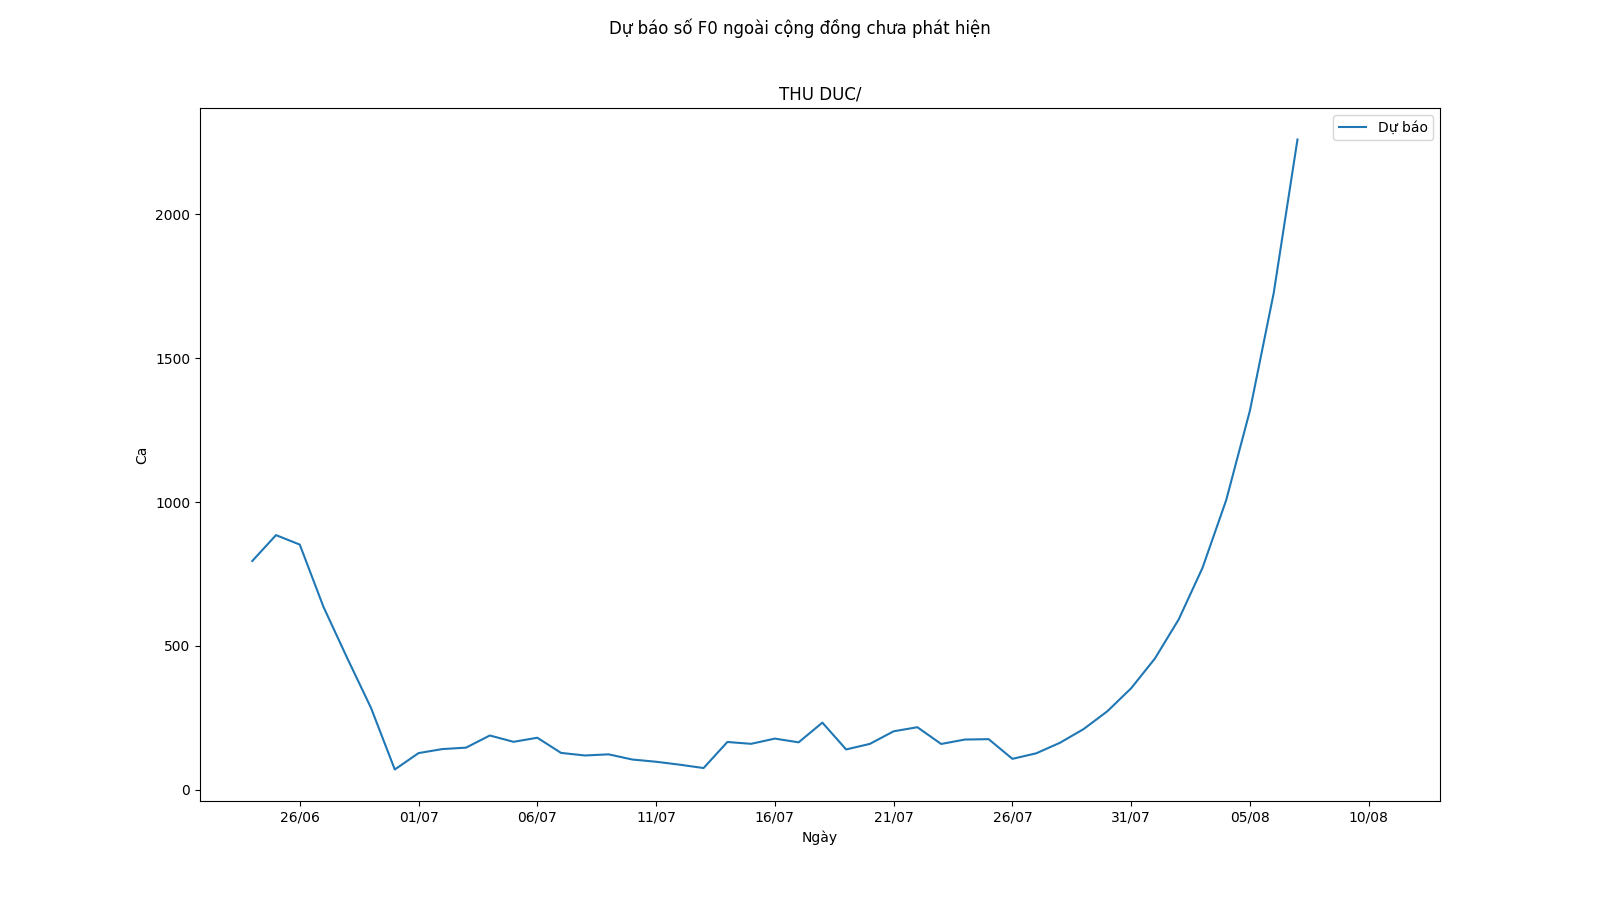 Dự báo số F0 ngoài cộng đồng chưa phát hiện
THU DUC/
Dự báo
2000
1500
1000
500
0
Ca
26/06 01/07 06/07 11/07 16/07 21/07 26/07 31/07 05/08 10/08
Ngày